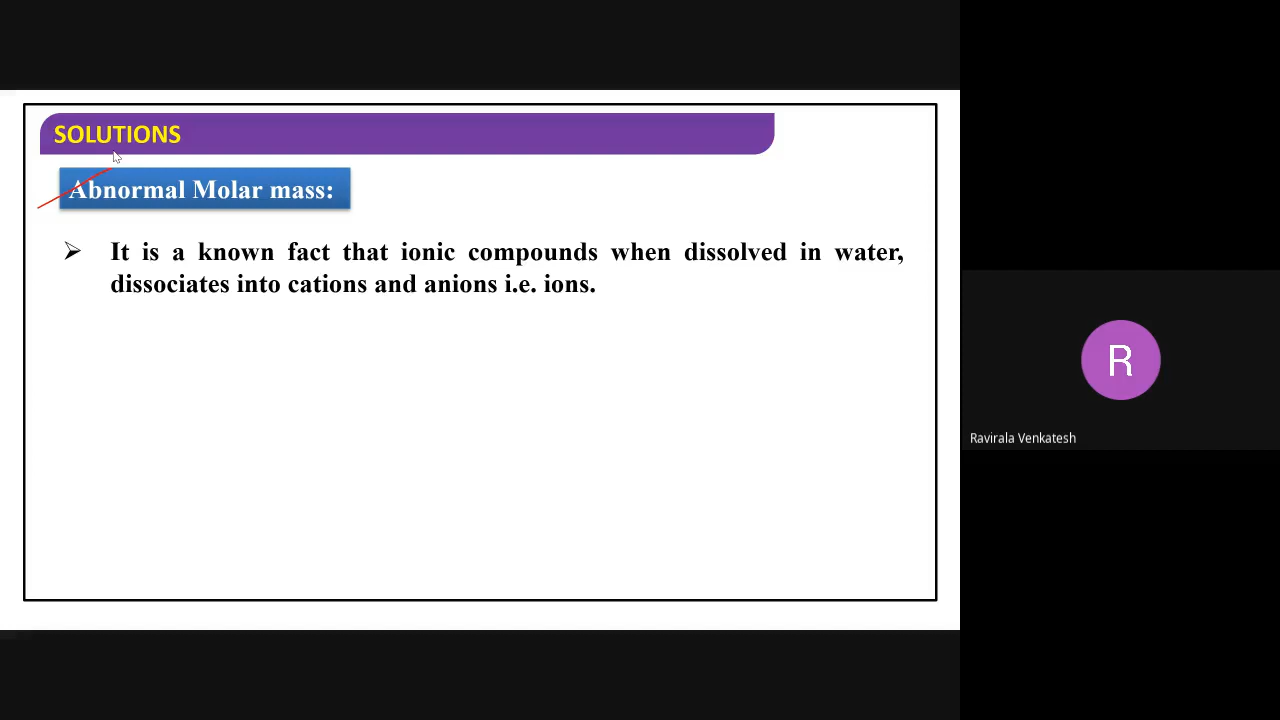 SOLUTIONS
Abnormal Molar mass:
It is a known fact that ionic compounds when dissolved in water,
dissociates into cations and anions i.e. ions.
R
Ravirala Venkatesh